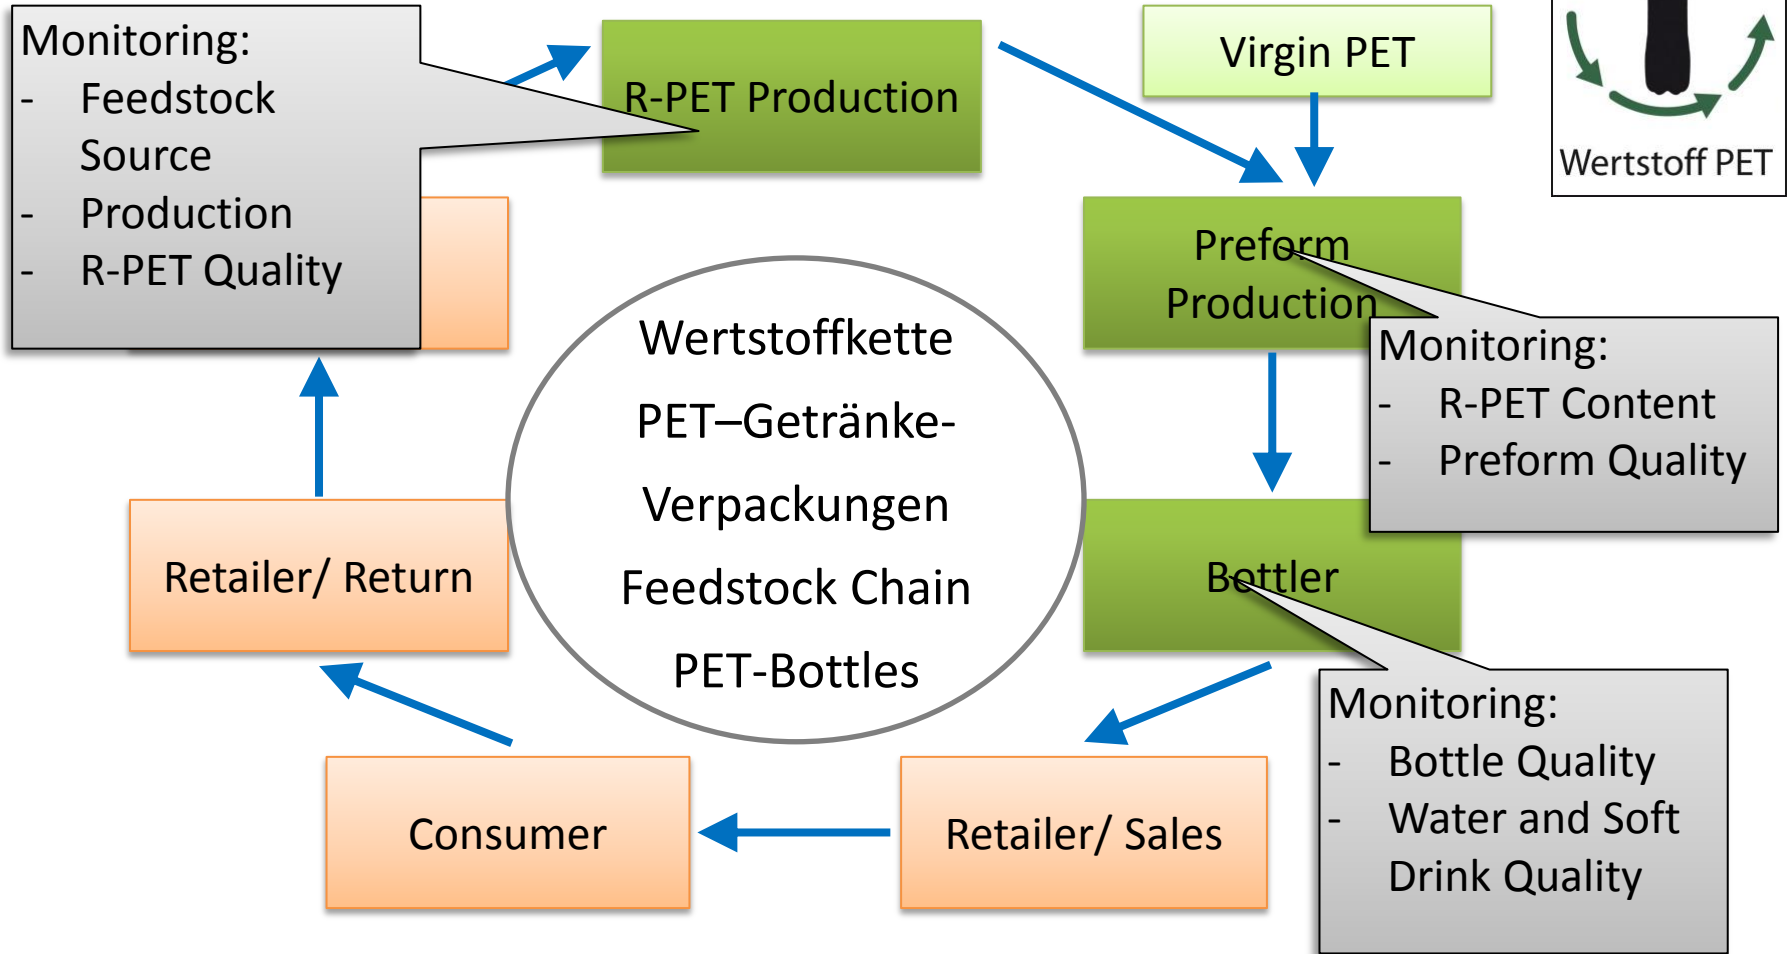 Monitoring:
- Feedstock
Source
- Production
- R-PET Quality
R-PET Production
Virgin PET
Wertstoff PET
Preform
Production
Monitoring:
- R-PET Content
- Preform Quality
Wertstoffkette
PET–Getränke-
Verpackungen
Feedstock Chain
PET-Bottles
Retailer/ Return
Bottler
Monitoring:
- Bottle Quality
- Water and Soft
Drink Quality
Consumer
Retailer/ Sales